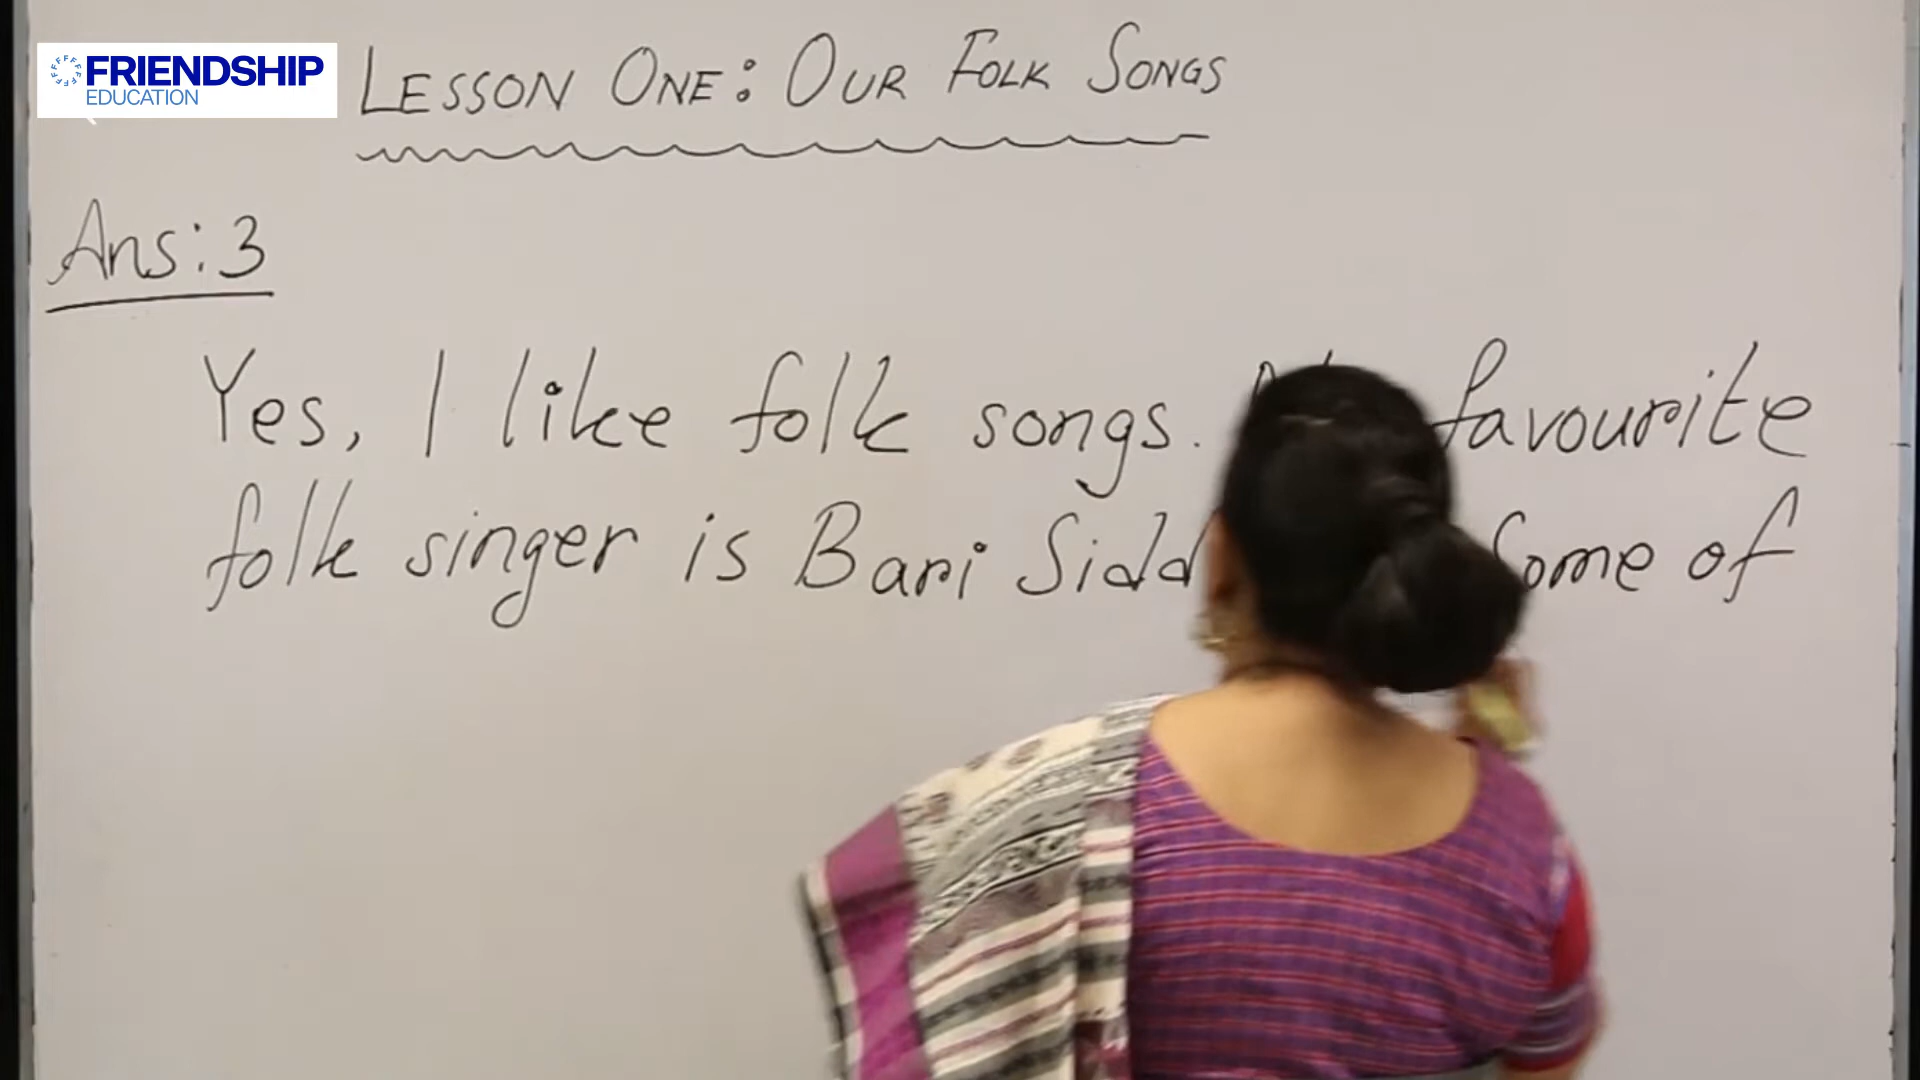 FRIENDSHIP
EDUCATION
LESSON ONE: OUR FOLK SONGS
Ans: 3
Yes, I like folk songs. favourite
folk singer is Bari Some of